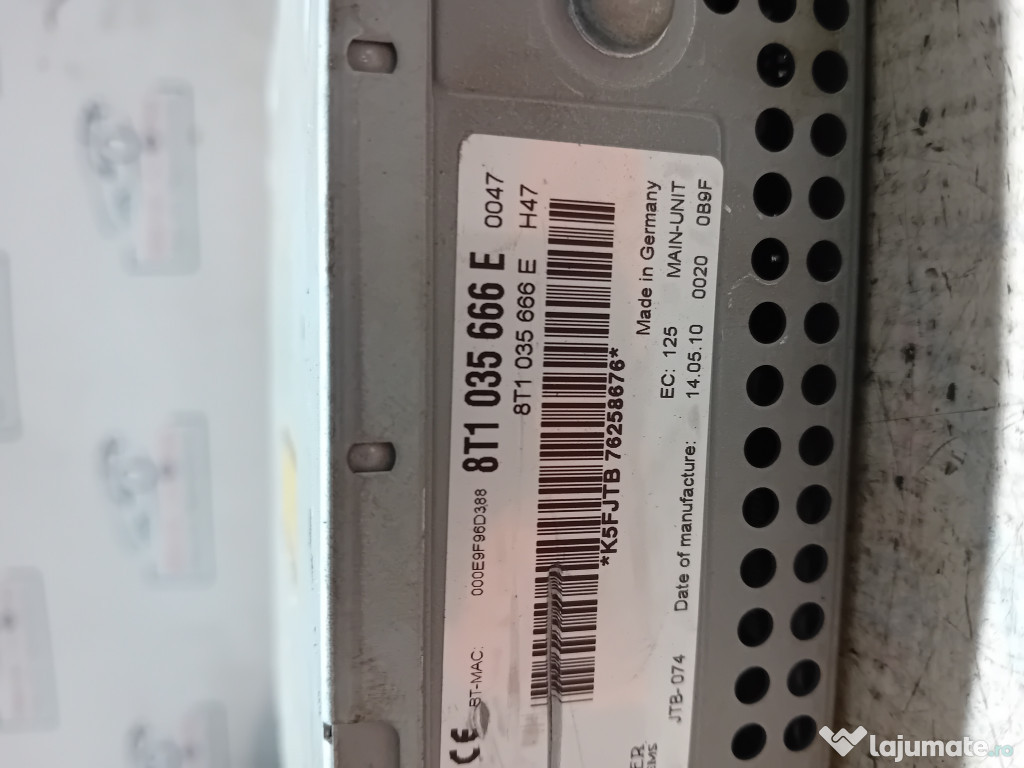 CE BT-MAC: 000E9F96D388 8T1 035 666 E 0047
8T1 035 666 E H47
*K5FJTB 76258676*
Made in Germany
EC: 125 MAIN-UNIT
JTB-074 Date of manufacture: 14.05.10 0020 0B9F
lajumate.ro